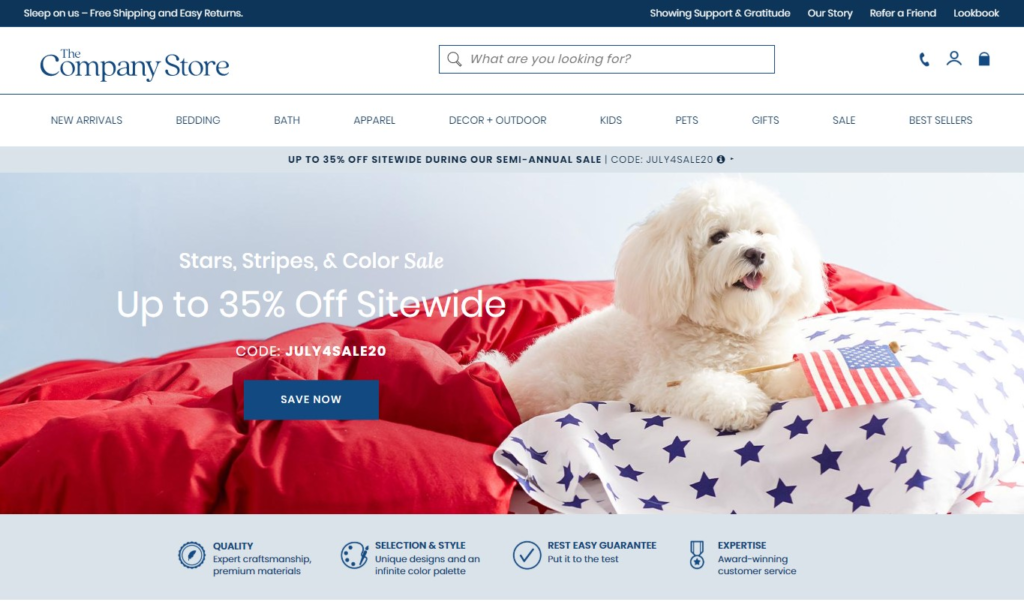 Sleep on us – Free Shipping and Easy Returns.
Showing Support & Gratitude
Our Story
Refer a Friend
Lookbook
The
Company Store
What are you looking for?
NEW ARRIVALS
BEDDING
BATH
APPAREL
DECOR + OUTDOOR
KIDS
PETS
GIFTS
SALE
BEST SELLERS
UP TO 35% OFF SITEWIDE DURING OUR SEMI-ANNUAL SALE | CODE: JULY4SALE20
Stars, Stripes, & Color Sale
Up to 35% Off Sitewide
CODE: JULY4SALE20
SAVE NOW
QUALITY
Expert craftsmanship,
premium materials
SELECTION & STYLE
Unique designs and an
infinite color palette
REST EASY GUARANTEE
Put it to the test
EXPERTISE
Award-winning
customer service